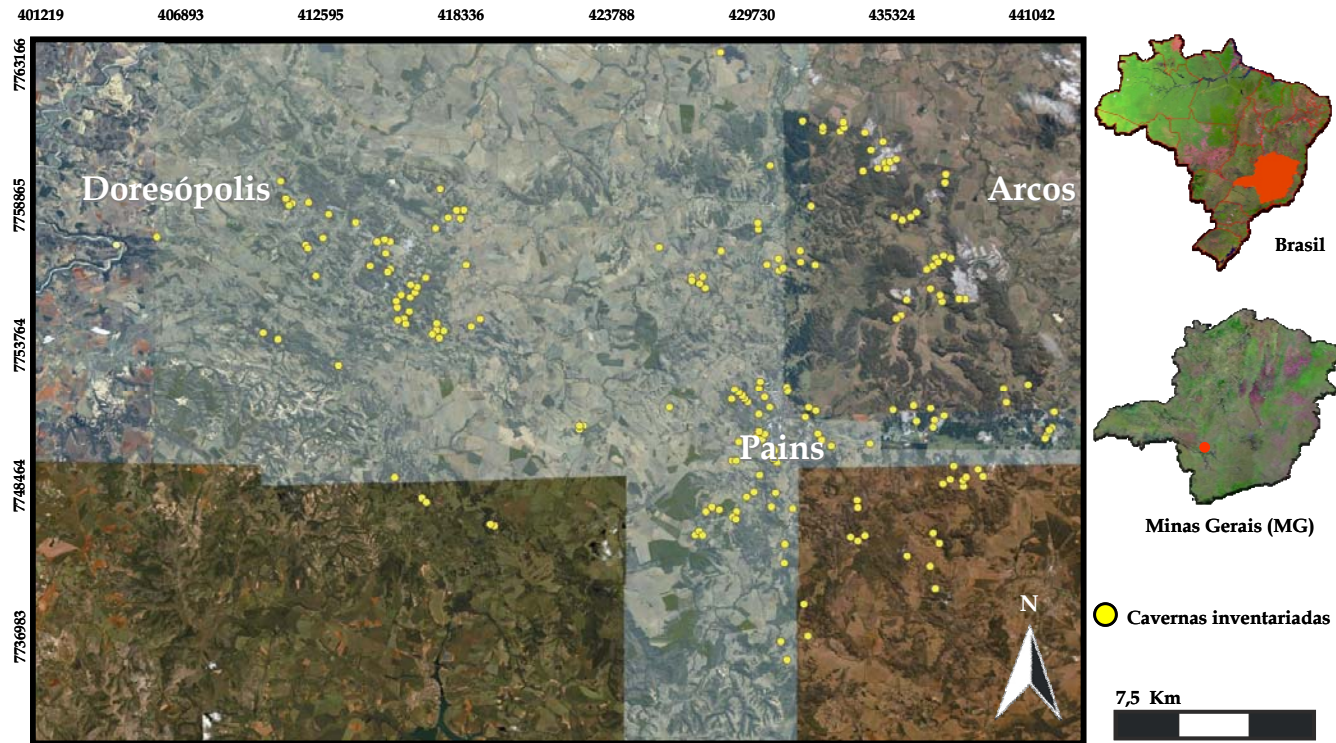 401219 406893 412595 418336 423788 429730 435324 441042
7763166
7758865
7753764
7748464
7736983
Doresópolis
Arcos
Pains
N
Brasil
Minas Gerais (MG)
Cavernas inventariadas
7,5 Km